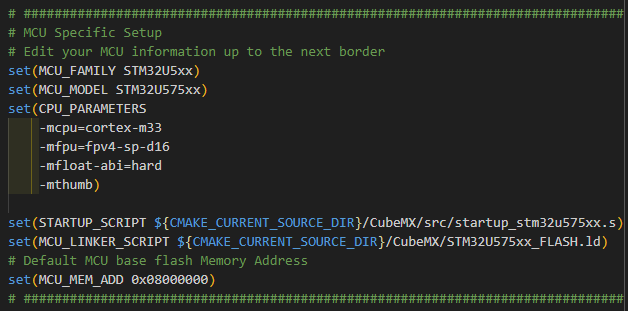 # ##############################################################################
# MCU Specific Setup
# Edit your MCU information up to the next border
set(MCU_FAMILY STM32U5xx)
set(MCU_MODEL STM32U575xx)
set(CPU_PARAMETERS
    -mcpu=cortex-m33
    -mfpu=fpv4-sp-d16
    -mfloat-abi=hard
    -mthumb)
set(STARTUP_SCRIPT ${CMAKE_CURRENT_SOURCE_DIR}/CubeMX/src/startup_stm32u575xx.s)
set(MCU_LINKER_SCRIPT ${CMAKE_CURRENT_SOURCE_DIR}/CubeMX/STM32U575xx_FLASH.ld)
# Default MCU base flash Memory Address
set(MCU_MEM_ADD 0x08000000)
# ##############################################################################